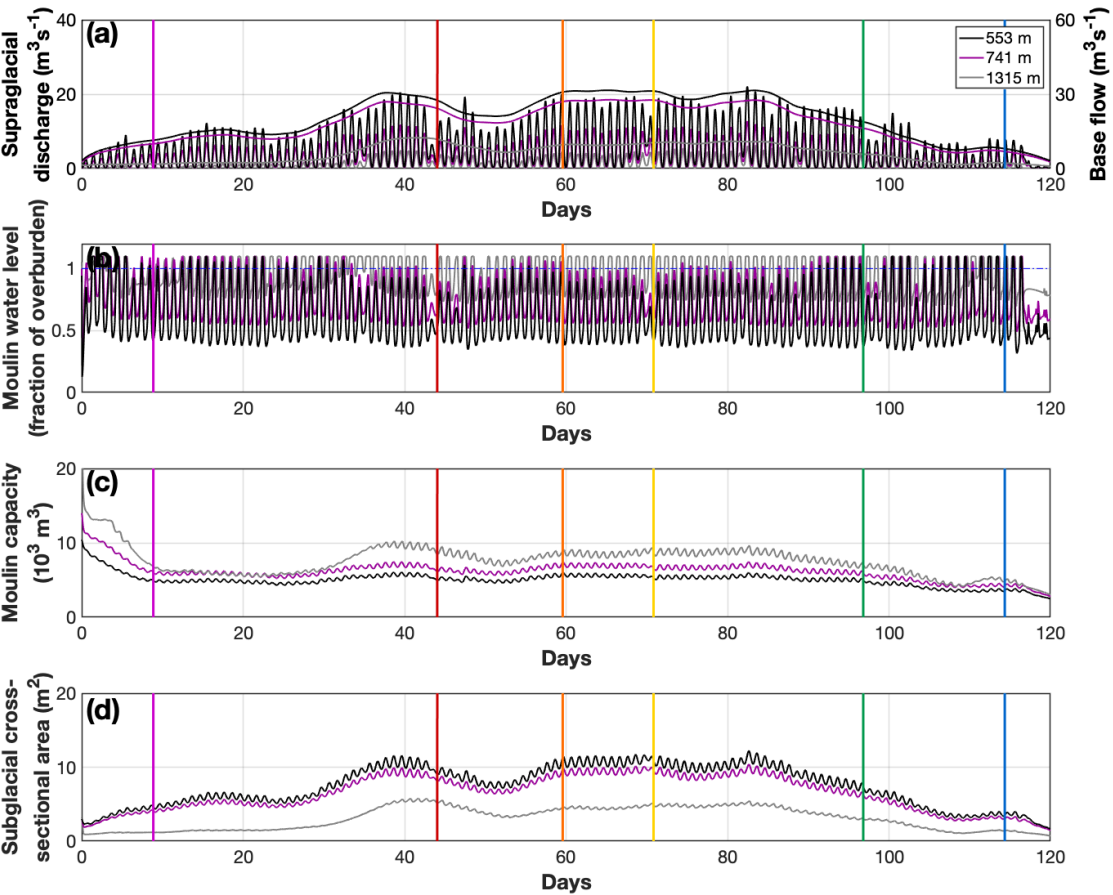 (a)
Supraglacial
discharge (m³s⁻¹)
40
20
0
60
30
0
Base flow (m³s⁻¹)
553 m
741 m
1315 m
0 20 40 60 80 100 120
Days
(b)
Moulin water level
(fraction of overburden)
1
0.5
0
0 20 40 60 80 100 120
Days
(c)
Moulin capacity
(10³ m³)
20
10
0
0 20 40 60 80 100 120
Days
(d)
Subglacial cross-
sectional area (m²)
20
10
0
0 20 40 60 80 100 120
Days